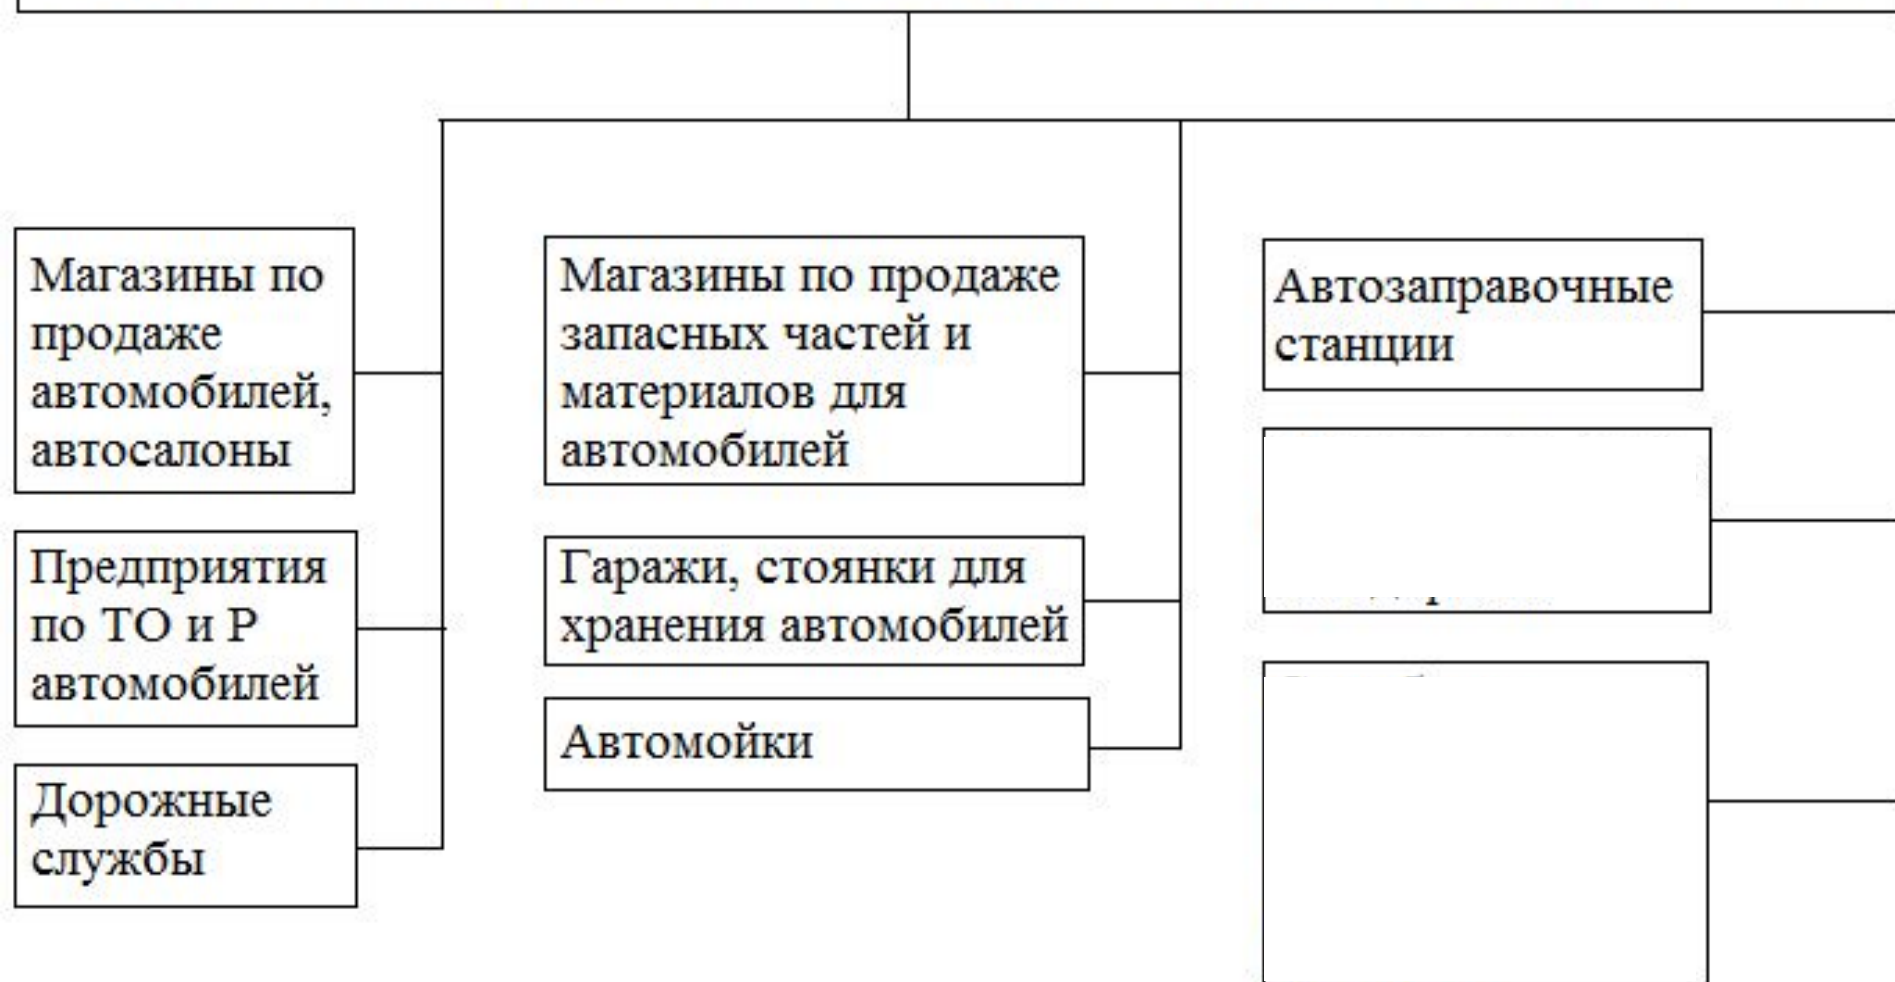 Магазины по
продаже
автомобилей,
автосалоны
Предприятия
по ТО и Р
автомобилей
Дорожные
службы
Магазины по продаже
запасных частей и
материалов для
автомобилей
Гаражи, стоянки для
хранения автомобилей
Автомойки
Автозаправочные
станции